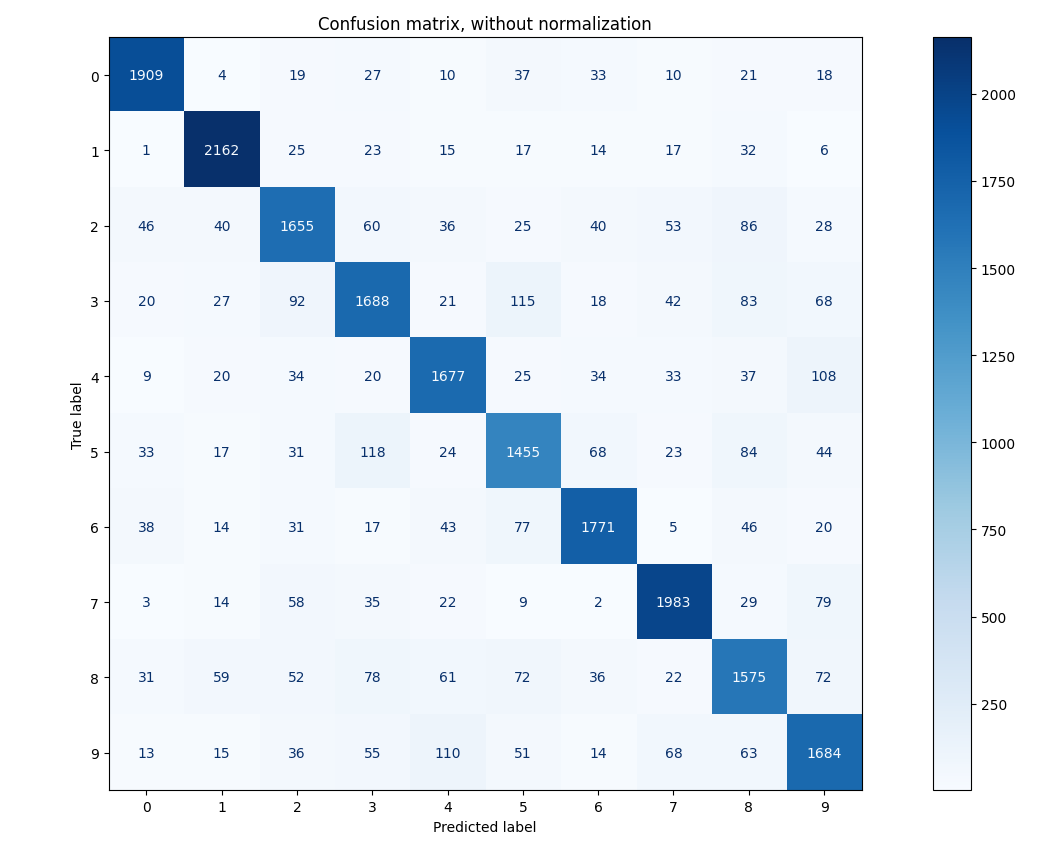 Confusion matrix, without normalization
0 1909 4 19 27 10 37 33 10 21 18
1 1 2162 25 23 15 17 14 17 32 6
2 46 40 1655 60 36 25 40 53 86 28
3 20 27 92 1688 21 115 18 42 83 68
4 9 20 34 20 1677 25 34 33 37 108
5 33 17 31 118 24 1455 68 23 84 44
6 38 14 31 17 43 77 1771 5 46 20
7 3 14 58 35 22 9 2 1983 29 79
8 31 59 52 78 61 72 36 22 1575 72
9 13 15 36 55 110 51 14 68 63 1684
0 1 2 3 4 5 6 7 8 9
Predicted label
True label
2000
1750
1500
1250
1000
750
500
250